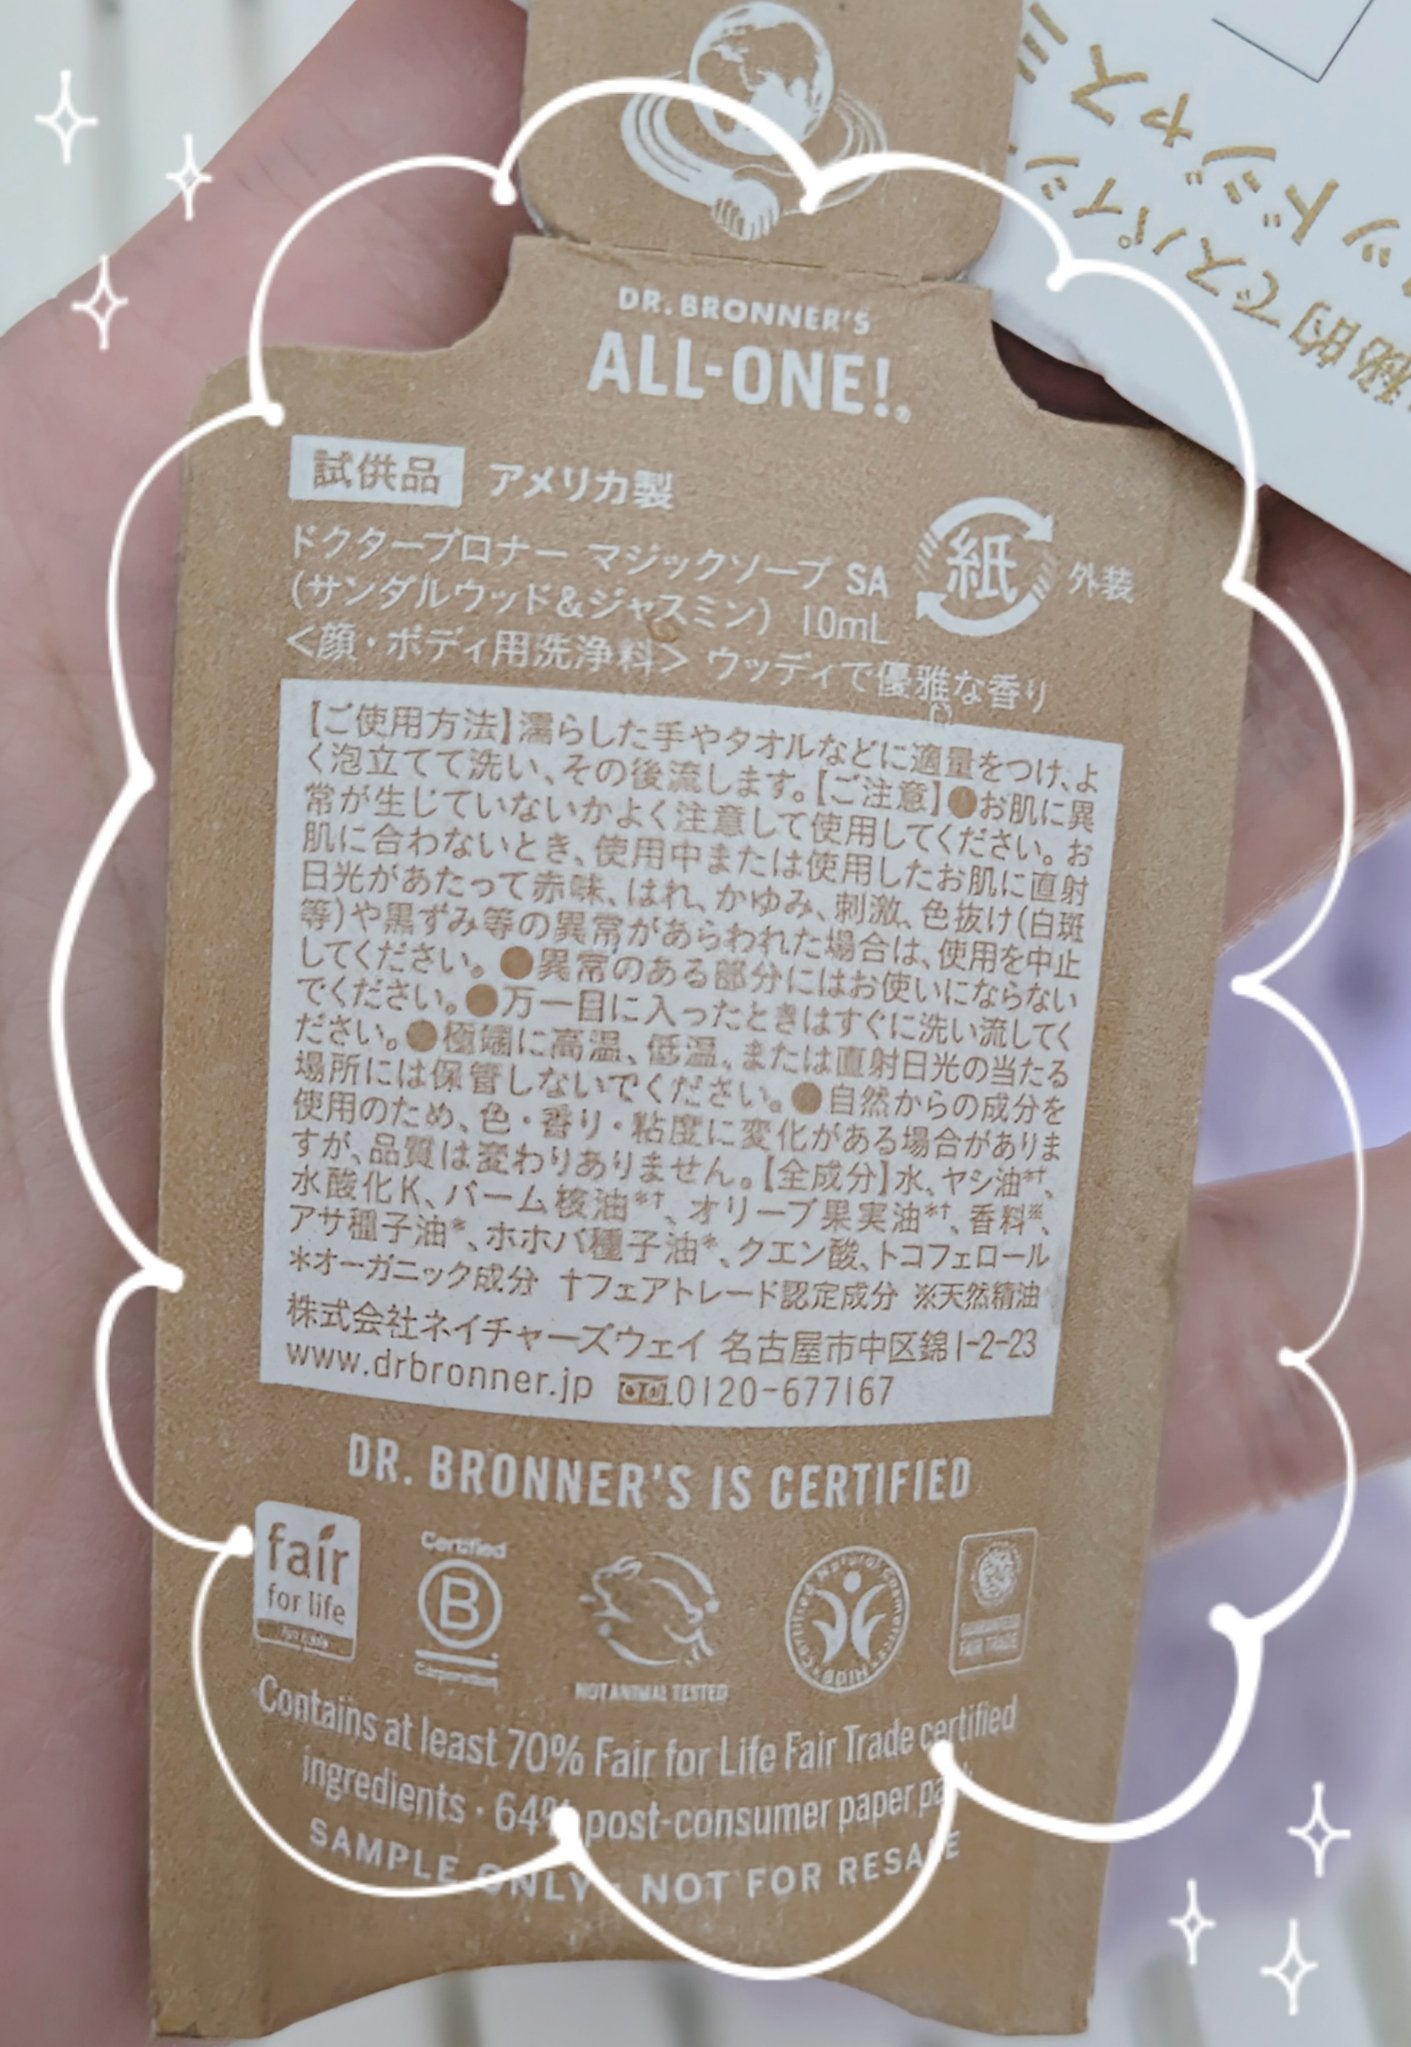 DR. BRONNER'S
ALL-ONE!®
試供品 アメリカ製
ドクターブロナー マジックソープ SA
(サンダルウッド&ジャスミン) 10mL
紙 外装
<顔・ボディ用洗浄料> ウッディで優雅な香り
【ご使用方法】濡らした手やタオルなどに適量をつけ、よ
く泡立てて洗い、その後流します。【ご注意】●お肌に異
常が生じていないかよく注意して使用してください。お
肌に合わないとき、使用中または使用したお肌に直射
日光があたって赤味、はれ、かゆみ、刺激、色抜け(白斑
等)や黒ずみ等の異常があらわれた場合は、使用を中止
してください。●異常のある部分にはお使いにならない
でください。●万一目に入ったときはすぐに洗い流してく
ださい。●極端に高温、低温、または直射日光の当たる
場所には保管しないでください。●自然からの成分を
使用のため、色・香り・粘度に変化がある場合がありま
すが、品質は変わりありません。【全成分】水、ヤシ油*†、
水酸化K、パーム核油*†、オリーブ果実油*†、香料※、
アサ種子油*、ホホバ種子油*、クエン酸、トコフェロール
*オーガニック成分 †フェアトレード認定成分 ※天然精油
株式会社ネイチャーズウェイ 名古屋市中区錦1-2-23
www.drbronner.jp 0120-677167
DR. BRONNER'S IS CERTIFIED
fair
for life
Certified
B
Corporation
NOT ANIMAL TESTED
Certified Natural Cosmetics
GUARANTEED
FAIR TRADE
Contains at least 70% Fair for Life Fair Trade certified
ingredients · 64% post-consumer paper
SAMPLE ONLY · NOT FOR RESALE
秘的でスパイシ
ッドジャスミ